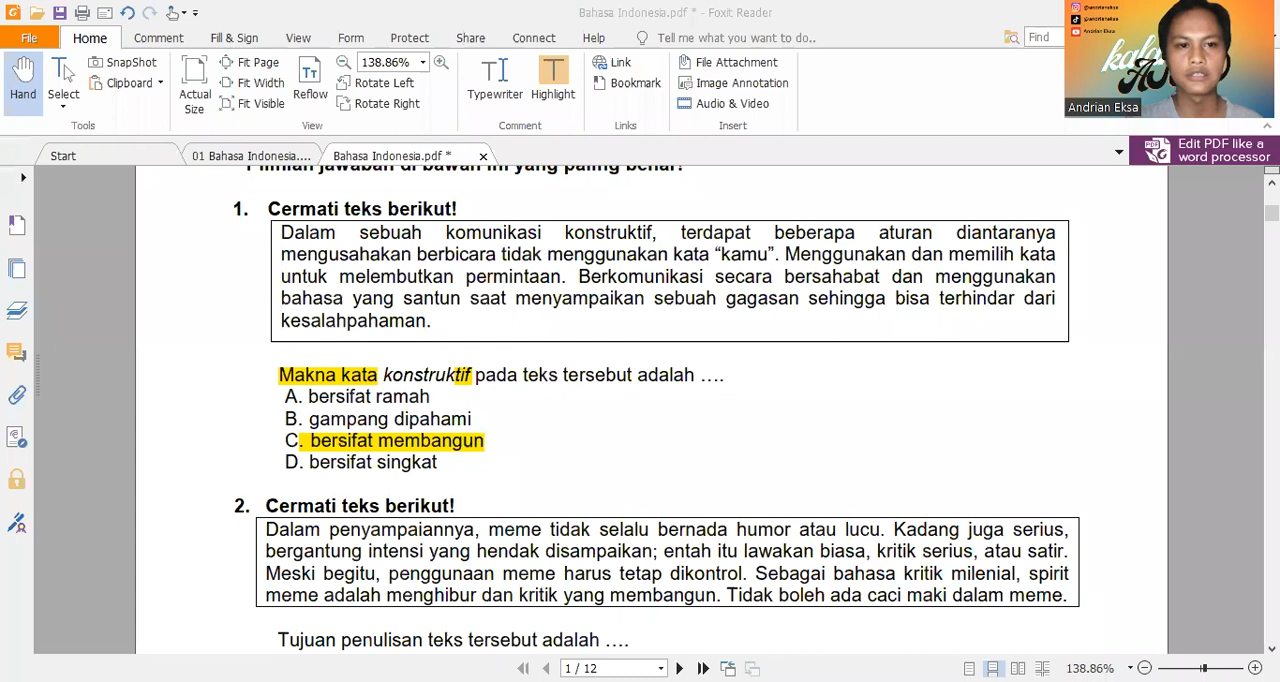 Bahasa Indonesia.pdf * - Foxit Reader
File Home Comment Fill & Sign View Form Protect Share Connect Help Tell me what you want to do.. Find
Hand
Select
SnapShot
Clipboard
Tools
Actual Size
Fit Page
Fit Width
Fit Visible
Reflow
138.86%
Rotate Left
Rotate Right
View
Typewriter
Highlight
Comment
Link
Bookmark
Links
File Attachment
Image Annotation
Audio & Video
Insert
@andrianeksa
@andrianeksa
Andrian Eksa
Andrian Eksa
Start 01 Bahasa Indonesia.... Bahasa Indonesia.pdf *
Edit PDF like a
word processor
1. Cermati teks berikut!
Dalam sebuah komunikasi konstruktif, terdapat beberapa aturan diantaranya
mengusahakan berbicara tidak menggunakan kata “kamu”. Menggunakan dan memilih kata
untuk melembutkan permintaan. Berkomunikasi secara bersahabat dan menggunakan
bahasa yang santun saat menyampaikan sebuah gagasan sehingga bisa terhindar dari
kesalahpahaman.
Makna kata konstruktif pada teks tersebut adalah ….
A. bersifat ramah
B. gampang dipahami
C. bersifat membangun
D. bersifat singkat
2. Cermati teks berikut!
Dalam penyampaiannya, meme tidak selalu bernada humor atau lucu. Kadang juga serius,
bergantung intensi yang hendak disampaikan; entah itu lawakan biasa, kritik serius, atau satir.
Meski begitu, penggunaan meme harus tetap dikontrol. Sebagai bahasa kritik milenial, spirit
meme adalah menghibur dan kritik yang membangun. Tidak boleh ada caci maki dalam meme.
Tujuan penulisan teks tersebut adalah ….
1 / 12
138.86%